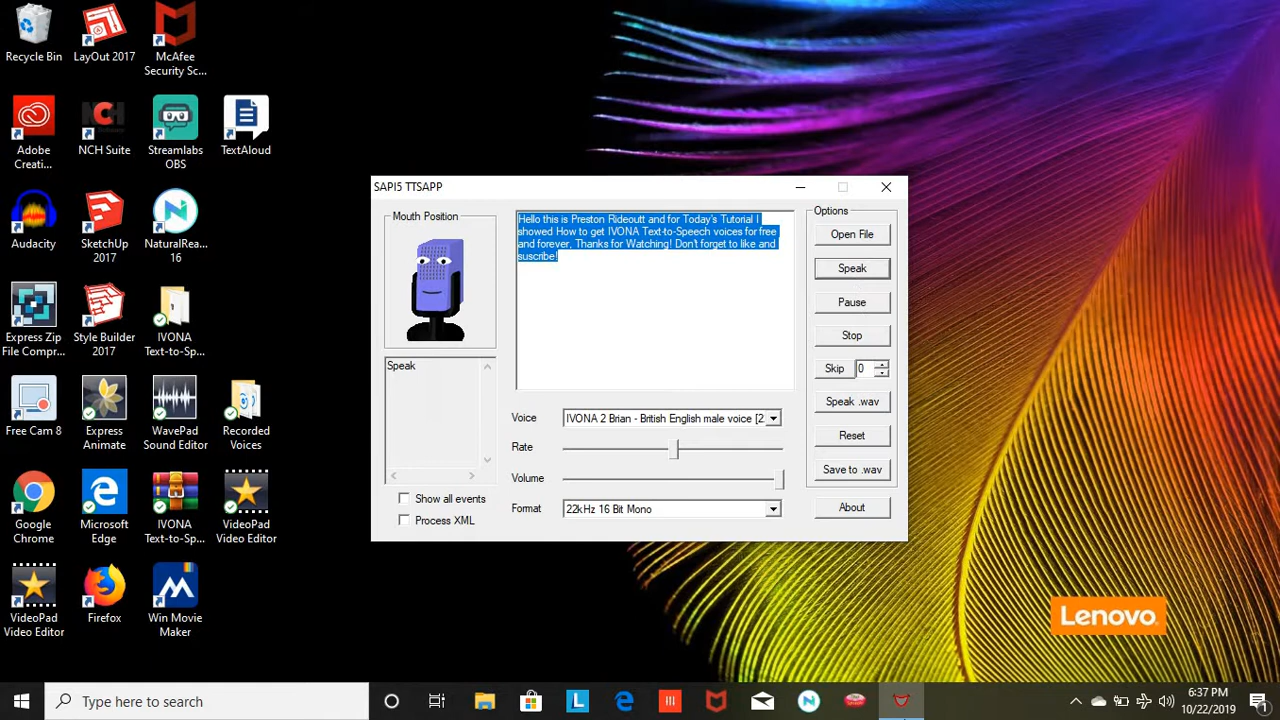 Recycle Bin
LayOut 2017
McAfee
Security Sc...
Adobe
Creati...
NCH Suite
Streamlabs
OBS
TextAloud
Audacity
SketchUp
2017
NaturalRea...
16
Express Zip
File Compr...
Style Builder
2017
IVONA
Text-to-Sp...
Free Cam 8
Express
Animate
WavePad
Sound Editor
Recorded
Voices
Google
Chrome
Microsoft
Edge
IVONA
Text-to-Sp...
VideoPad
Video Editor
VideoPad
Video Editor
Firefox
Win Movie
Maker
SAPI5 TTSAPP
Mouth Position
Hello this is Preston Rideoutt and for Today's Tutorial I
showed How to get IVONA Text-to-Speech voices for free
and forever, Thanks for Watching! Don't forget to like and
suscribe!
Speak
Show all events
Process XML
Voice
IVONA 2 Brian - British English male voice [2
Rate
Volume
Format
22kHz 16 Bit Mono
Options
Open File
Speak
Pause
Stop
Skip
0
Speak .wav
Reset
Save to .wav
About
Lenovo
Type here to search
6:37 PM
10/22/2019
1